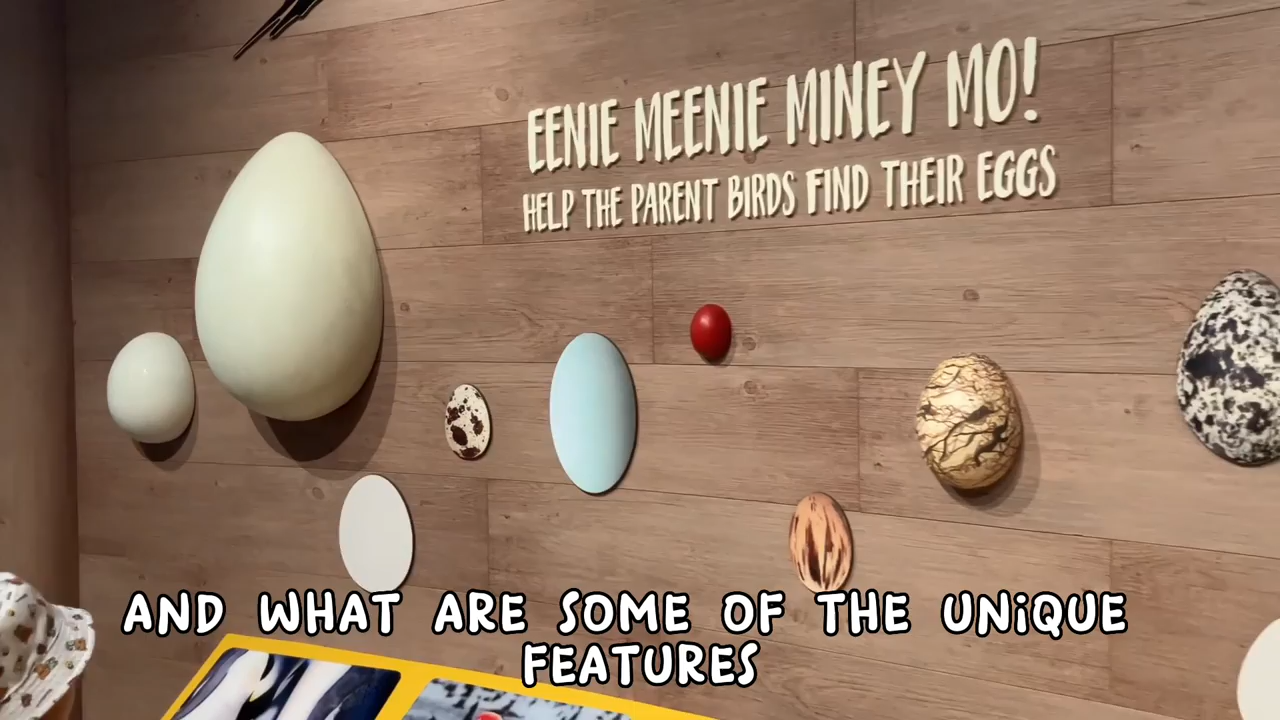 EENIE MEENIE MINEY MO!
HELP THE PARENT BIRDS FIND THEIR EGGS
AND WHAT ARE SOME OF THE UNiQUE
FEATURES